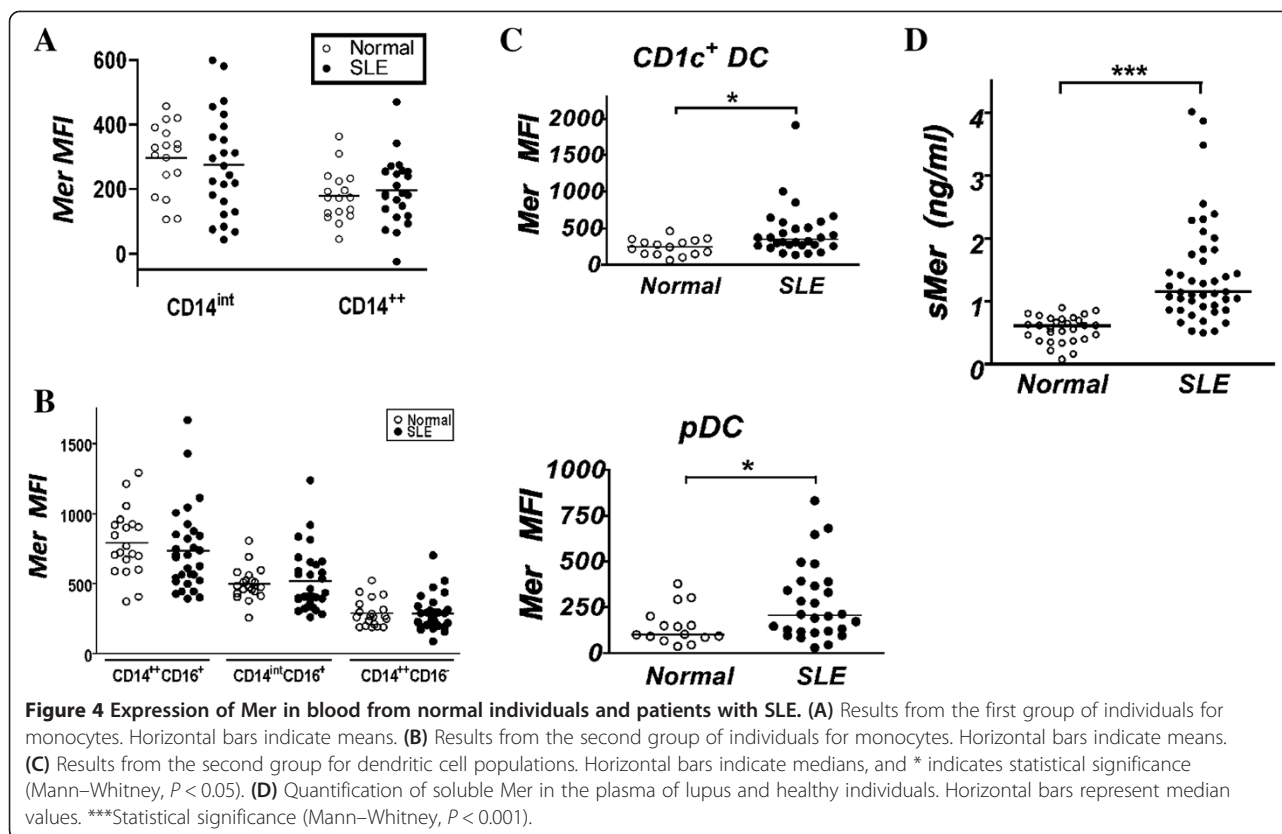 A
Normal
SLE
Mer MFI
600
400
200
0
CD14int
CD14++
C
CD1c+ DC
*
Mer MFI
2000
1500
1000
500
0
Normal
SLE
D
***
sMer (ng/ml)
4
3
2
1
0
Normal
SLE
B
Normal
SLE
Mer MFI
1500
1000
500
0
CD14++CD16+
CD14intCD16+
CD14++CD16-
pDC
*
Mer MFI
1000
750
500
250
0
Normal
SLE
Figure 4 Expression of Mer in blood from normal individuals and patients with SLE. (A) Results from the first group of individuals for
monocytes. Horizontal bars indicate means. (B) Results from the second group of individuals for monocytes. Horizontal bars indicate means.
(C) Results from the second group for dendritic cell populations. Horizontal bars indicate medians, and * indicates statistical significance
(Mann–Whitney, P < 0.05). (D) Quantification of soluble Mer in the plasma of lupus and healthy individuals. Horizontal bars represent median
values. ***Statistical significance (Mann–Whitney, P < 0.001).